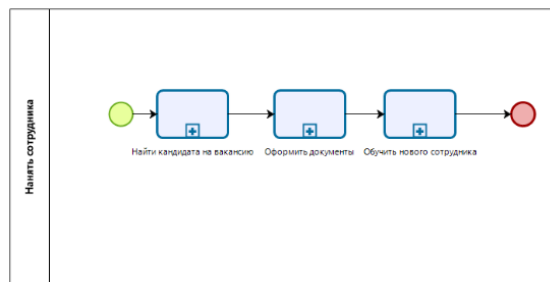 Нанять сотрудника
Найти кандидата на вакансию
Оформить документы
Обучить нового сотрудника